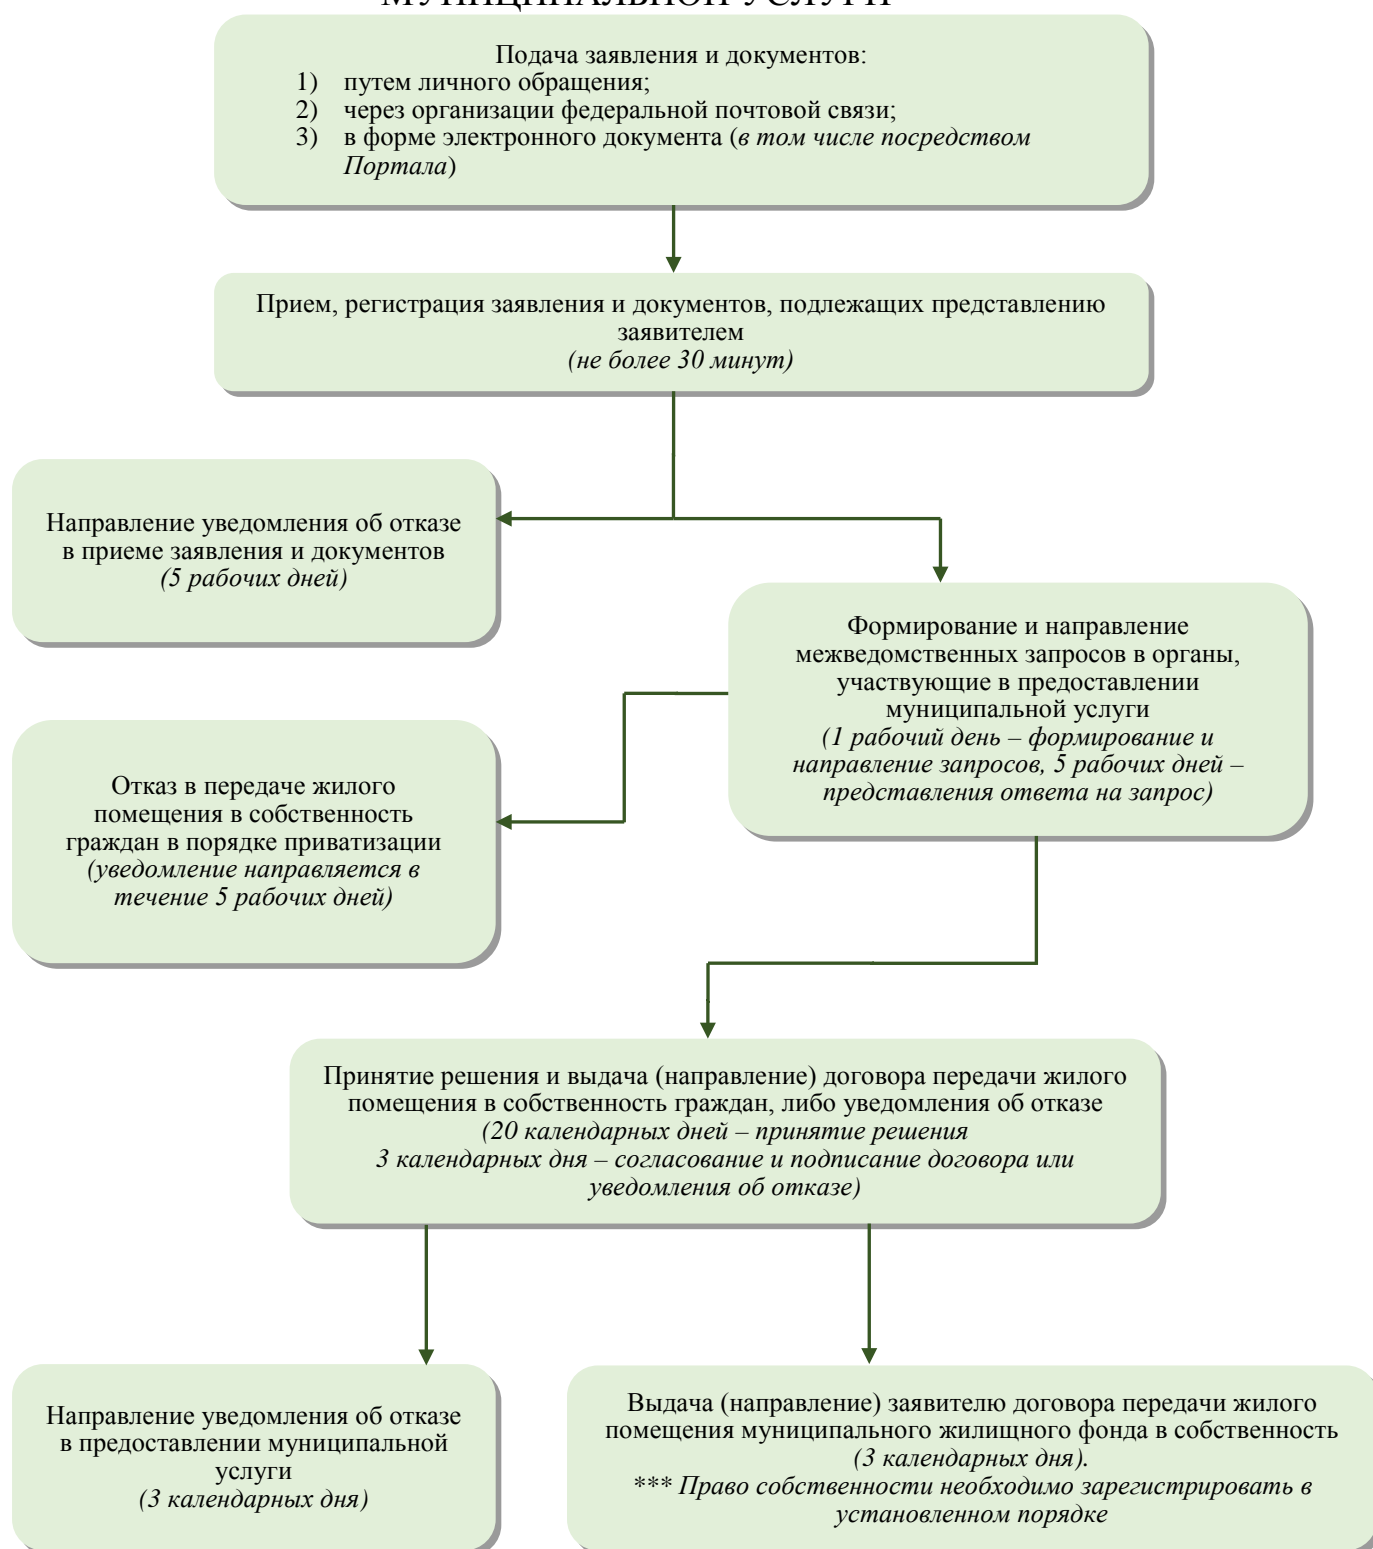 МУНИЦИПАЛЬНОЙ УСЛУГИ
Подача заявления и документов:
1) путем личного обращения;
2) через организации федеральной почтовой связи;
3) в форме электронного документа (в том числе посредством
Портала)
Прием, регистрация заявления и документов, подлежащих представлению
заявителем
(не более 30 минут)
Направление уведомления об отказе
в приеме заявления и документов
(5 рабочих дней)
Формирование и направление
межведомственных запросов в органы,
участвующие в предоставлении
муниципальной услуги
(1 рабочий день – формирование и
направление запросов, 5 рабочих дней –
представления ответа на запрос)
Отказ в передаче жилого
помещения в собственность
граждан в порядке приватизации
(уведомление направляется в
течение 5 рабочих дней)
Принятие решения и выдача (направление) договора передачи жилого
помещения в собственность граждан, либо уведомления об отказе
(20 календарных дней – принятие решения
3 календарных дня – согласование и подписание договора или
уведомления об отказе)
Направление уведомления об отказе
в предоставлении муниципальной
услуги
(3 календарных дня)
Выдача (направление) заявителю договора передачи жилого
помещения муниципального жилищного фонда в собственность
(3 календарных дня).
*** Право собственности необходимо зарегистрировать в
установленном порядке